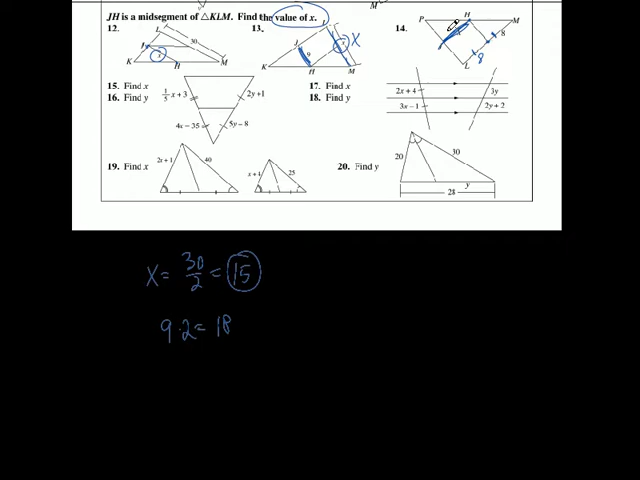 M
JH is a midsegment of △KLM. Find the value of x.
12.
13.
14.
L
30
J
x
K
H
M
J
9
X
K
H
M
P
H
M
8
8
L
15. Find x
16. Find y
1/5 x + 3
2y + 1
4x − 35
5y − 8
17. Find x
18. Find y
2x + 4
3y
3x − 1
2y + 2
19. Find x
2x + 1
40
x + 4
25
20. Find y
20
30
y
28
x = 30/2 = 15
9·2 = 18